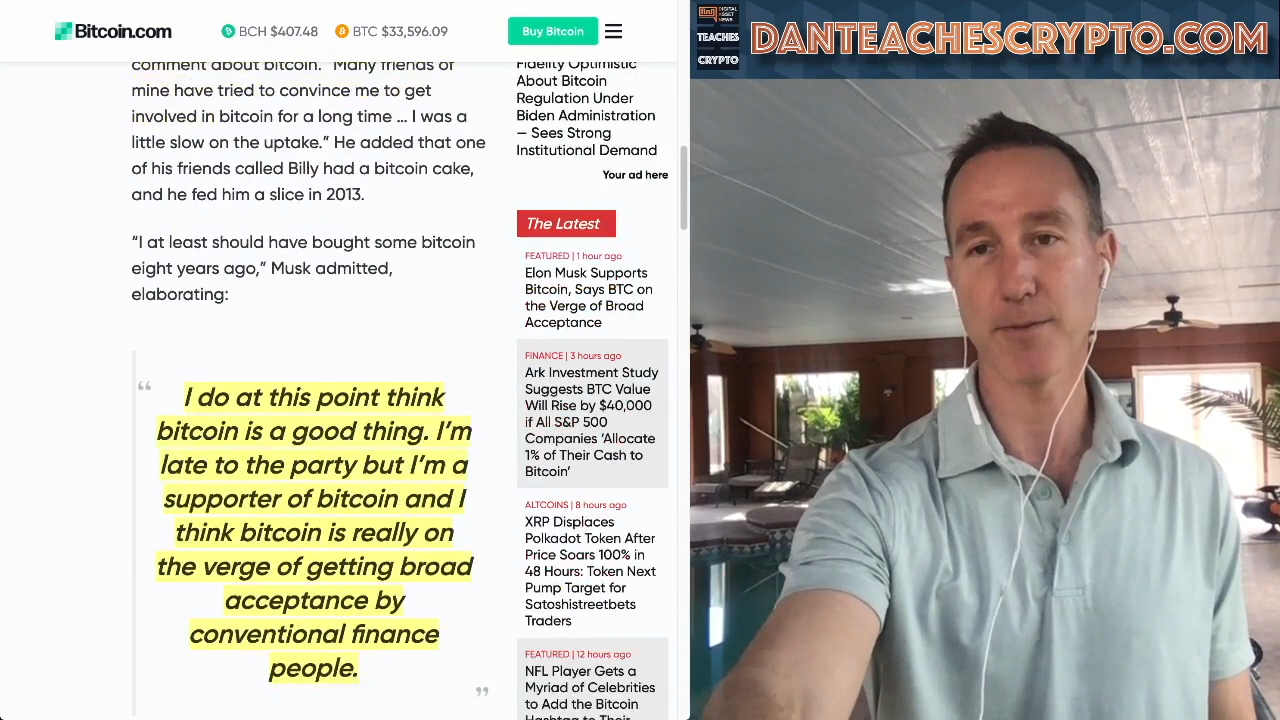 Bitcoin.com
BCH $407.48
BTC $33,596.09
Buy Bitcoin
comment about bitcoin. “Many friends of
mine have tried to convince me to get
involved in bitcoin for a long time … I was a
little slow on the uptake.” He added that one
of his friends called Billy had a bitcoin cake,
and he fed him a slice in 2013.
“I at least should have bought some bitcoin
eight years ago,” Musk admitted,
elaborating:
“
I do at this point think
bitcoin is a good thing. I’m
late to the party but I’m a
supporter of bitcoin and I
think bitcoin is really on
the verge of getting broad
acceptance by
conventional finance
people.
”
Fidelity Optimistic
About Bitcoin
Regulation Under
Biden Administration
— Sees Strong
Institutional Demand
Your ad here
The Latest
FEATURED | 1 hour ago
Elon Musk Supports
Bitcoin, Says BTC on
the Verge of Broad
Acceptance
FINANCE | 3 hours ago
Ark Investment Study
Suggests BTC Value
Will Rise by $40,000
if All S&P 500
Companies ‘Allocate
1% of Their Cash to
Bitcoin’
ALTCOINS | 8 hours ago
XRP Displaces
Polkadot Token After
Price Soars 100% in
48 Hours: Token Next
Pump Target for
Satoshistreetbets
Traders
FEATURED | 12 hours ago
NFL Player Gets a
Myriad of Celebrities
to Add the Bitcoin
Hashtag to Their
DIGITAL
ASSET
NEWS
TEACHES
CRYPTO
DANTEACHESCRYPTO.COM